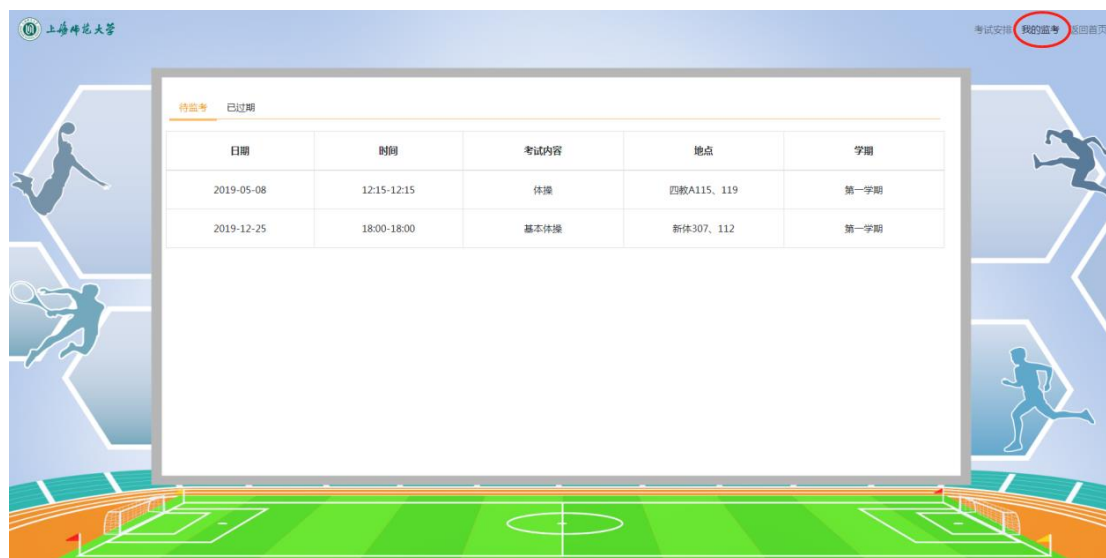 上海师范大学
考试安排 我的监考 返回首页
待监考 已过期
日期 时间 考试内容 地点 学期
2019-05-08 12:15-12:15 体操 四教A115、119 第一学期
2019-12-25 18:00-18:00 基本体操 新体307、112 第一学期